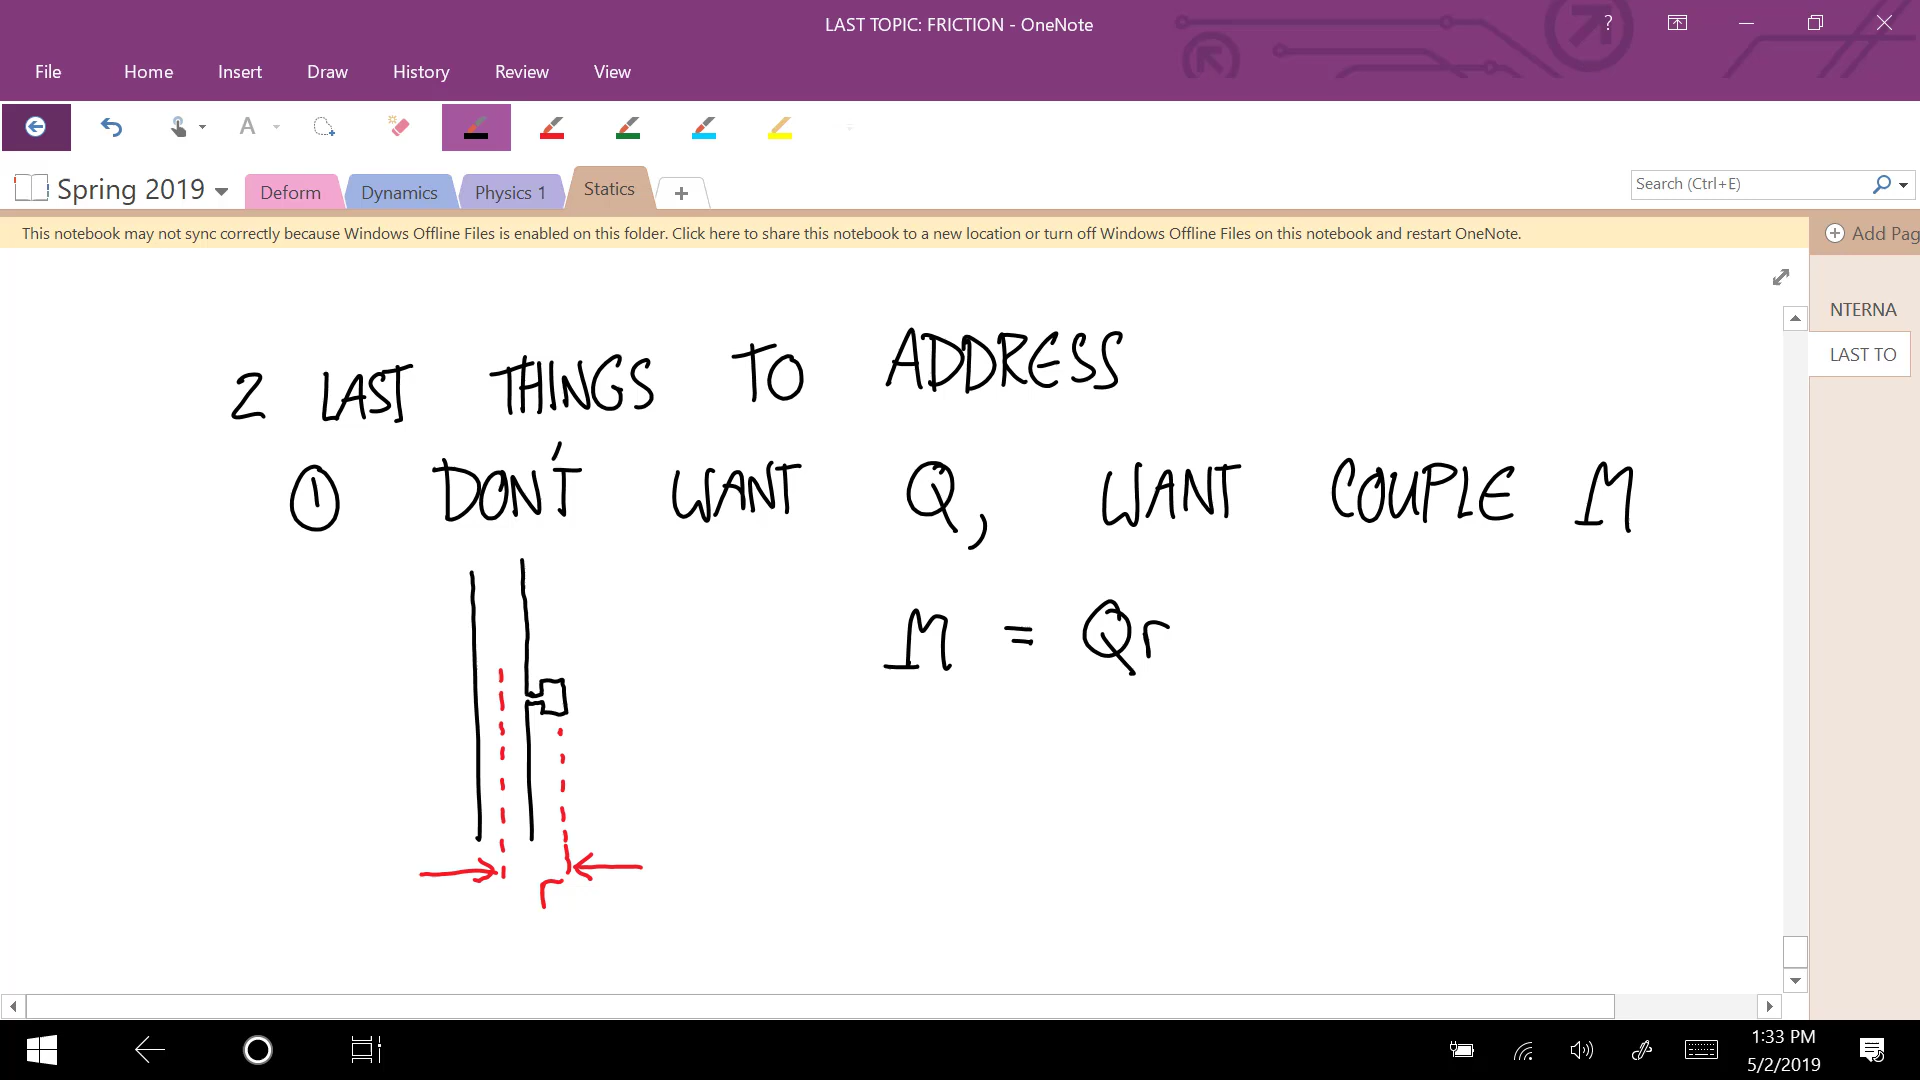 LAST TOPIC: FRICTION - OneNote
?
File Home Insert Draw History Review View
A
Spring 2019 Deform Dynamics Physics 1 Statics +
Search (Ctrl+E)
This notebook may not sync correctly because Windows Offline Files is enabled on this folder. Click here to share this notebook to a new location or turn off Windows Offline Files on this notebook and restart OneNote.
Add Pag
NTERNA
LAST TO
2 LAST THINGS TO ADDRESS
① DON'T WANT Q, WANT COUPLE M
M = Qr
r
1:33 PM
5/2/2019